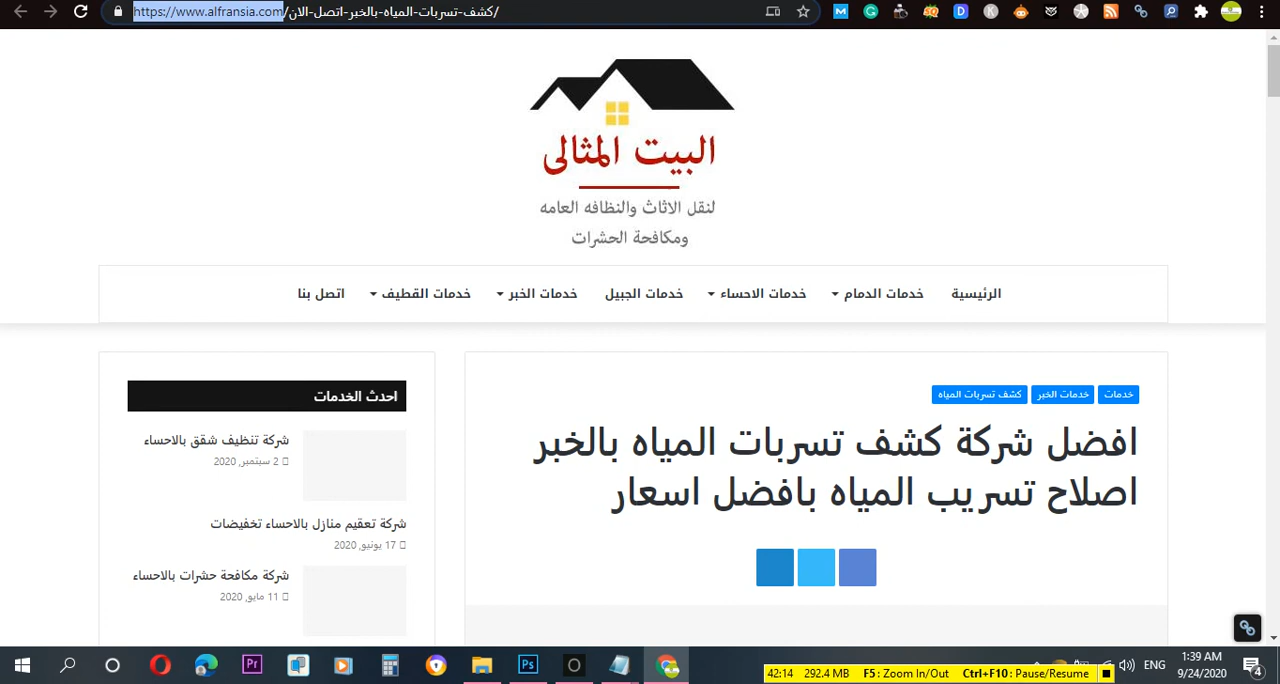 https://www.alfransia.com/كشف-تسربات-المياه-بالخبر-اتصل-الان/
البيت المثالى
لنقل الاثاث والنظافه العامه
ومكافحة الحشرات
الرئيسية خدمات الدمام خدمات الاحساء خدمات الجبيل خدمات الخبر خدمات القطيف اتصل بنا
خدمات خدمات الخبر كشف تسربات المياه
افضل شركة كشف تسربات المياه بالخبر
اصلاح تسريب المياه بافضل اسعار
احدث الخدمات
شركة تنظيف شقق بالاحساء
2 سبتمبر, 2020
شركة تعقيم منازل بالاحساء تخفيضات
17 يونيو, 2020
شركة مكافحة حشرات بالاحساء
11 مايو, 2020
42:14 292.4 MB F5: Zoom In/Out Ctrl+F10: Pause/Resume
ENG
1:39 AM
9/24/2020
4